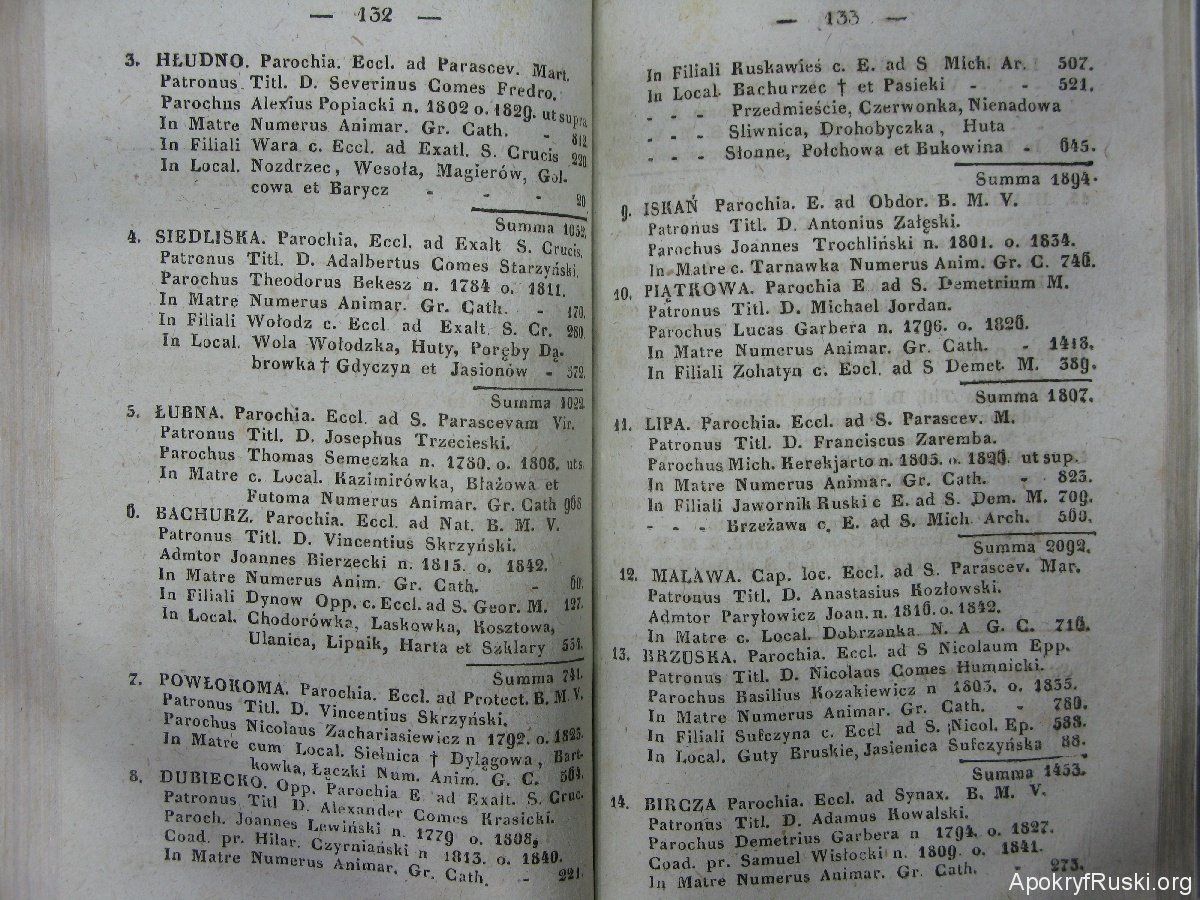 — 132 —
3. HŁUDNO. Parochia. Eccl. ad Parascev. Mart.
Patronus Titl. D. Severinus Comes Fredro.
Parochus Alexius Popiacki n. 1802 o. 1829. ut supra
In Matre Numerus Animar. Gr. Cath. - 812
In Filiali Wara c. Eccl. ad Exatl. S. Crucis 220
In Local. Nozdrzec, Wesoła, Magierów, Gol-
cowa et Barycz - - - 20
Summa 1052.
4. SIEDLISKA. Parochia. Eccl. ad Exalt S. Crucis.
Patronus Titl. D. Adalbertus Comes Starzyński.
Parochus Theodorus Bekesz n. 1784 o. 1811.
In Matre Numerus Animar. Gr. Cath. - 170.
In Filiali Wołodz c. Eccl ad Exalt. S. Cr. 280.
In Local. Wola Wołodzka, Huty, Poręby Dą-
browka † Gdyczyn et Jasionów - 572.
Summa 1022
5. ŁUBNA. Parochia. Eccl. ad S. Parascevam Vir.
Patronus Titl. D. Josephus Trzecieski.
Parochus Thomas Semeczka n. 1780. o. 1808. uts.
In Matre c. Local. Kazimirówka, Błażowa et
Futoma Numerus Animar. Gr. Cath 968
6. BACHURZ. Parochia. Eccl. ad Nat. B. M. V.
Patronus Titl. D. Vincentius Skrzyński.
Admtor Joannes Bierzecki n. 1815. o. 1842.
In Matre Numerus Anim. Gr. Cath. - 60.
In Filiali Dynow Opp. c. Eccl. ad S. Geor. M. 127.
In Local. Chodorówka, Laskowka, Kosztowa,
Ulanica, Lipnik, Harta et Szklary 554.
Summa 741.
7. POWŁOKOMA. Parochia. Eccl. ad Protect. B. M. V.
Patronus Titl. D. Vincentius Skrzyński.
Parochus Nicolaus Zachariasiewicz n 1792. o. 1825.
In Matre cum Local. Sielnica † Dylągowa, Bart-
kowka, Łączki Num. Anim. G. C. 564.
8. DUBIECKO. Opp. Parochia E. ad Exalt. S. Cruc.
Patronus Titl D. Alexander Comes Krasicki.
Paroch. Joannes Lewiński n. 1779 o. 1808,
Coad. pr. Hilar. Czyrniański n 1813. o. 1840.
In Matre Numerus Animar. Gr. Cath. - 221.
— 133 —
In Filiali Ruskawieś c. E. ad S Mich. Ar. 507.
In Local. Bachurzec † et Pasieki - - 521.
- - - Przedmieście, Czerwonka, Nienadowa
- - - Sliwnica, Drohobyczka, Huta
- - - Słonne, Połchowa et Bukowina - 645.
Summa 1894.
9. ISKAŃ Parochia. E. ad Obdor. B. M. V.
Patronus Titl. D. Antonius Załęski.
Parochus Joannes Trochliński n. 1801. o. 1834.
In Matre c. Tarnawka Numerus Anim. Gr. C. 746.
10. PIĄTKOWA. Parochia E. ad S. Demetrium M.
Patronus Titl. D. Michael Jordan.
Parochus Lucas Garbera n. 1796. o. 1826.
In Matre Numerus Animar. Gr. Cath. - 1418.
In Filiali Zohatyn c. Eccl. ad S Demet. M. 389.
Summa 1807.
11. LIPA. Parochia. Eccl. ad S. Parascev. M.
Patronus Titl. D. Franciscus Zaremba.
Parochus Mich. Kerekjarto n. 1803. o. 1826. ut sup.
In Matre Numerus Animar. Gr. Cath. - 823.
In Filiali Jawornik Ruski c E. ad S. Dem. M. 709.
- - - Brzeżawa c. E. ad S. Mich Arch. 560.
Summa 2092.
12. MALAWA. Cap. loc. Eccl. ad S. Parascev. Mar.
Patronus Titl. D. Anastasius Kozłowski.
Admtor Paryłowicz Joan. n. 1816. o. 1842.
In Matre c. Local. Dobrzanka N. A G. C. 716.
13. BRZUSKA. Parochia. Eccl. ad S Nicolaum Epp.
Patronus Titl. D. Nicolaus Comes Humnicki.
Parochus Basilius Kozakiewicz n 1803. o. 1835.
In Matre Numerus Animar. Gr. Cath. - 780.
In Filiali Sufczyna c. Eccl ad S. Nicol. Ep. 588.
In Local. Guty Bruskie, Jasienica Sufczyńska 88.
Summa 1453.
14. BIRCZA Parochia. Eccl. ad Synax. B. M. V.
Patronus Titl. D. Adamus Kowalski.
Parochus Demetrius Garbera n 1794. o. 1827.
Coad. pr. Samuel Wisłocki n. 1809. o. 1841.
In Matre Numerus Animar. Gr. Cath. - 273.
ApokryfRuski.org